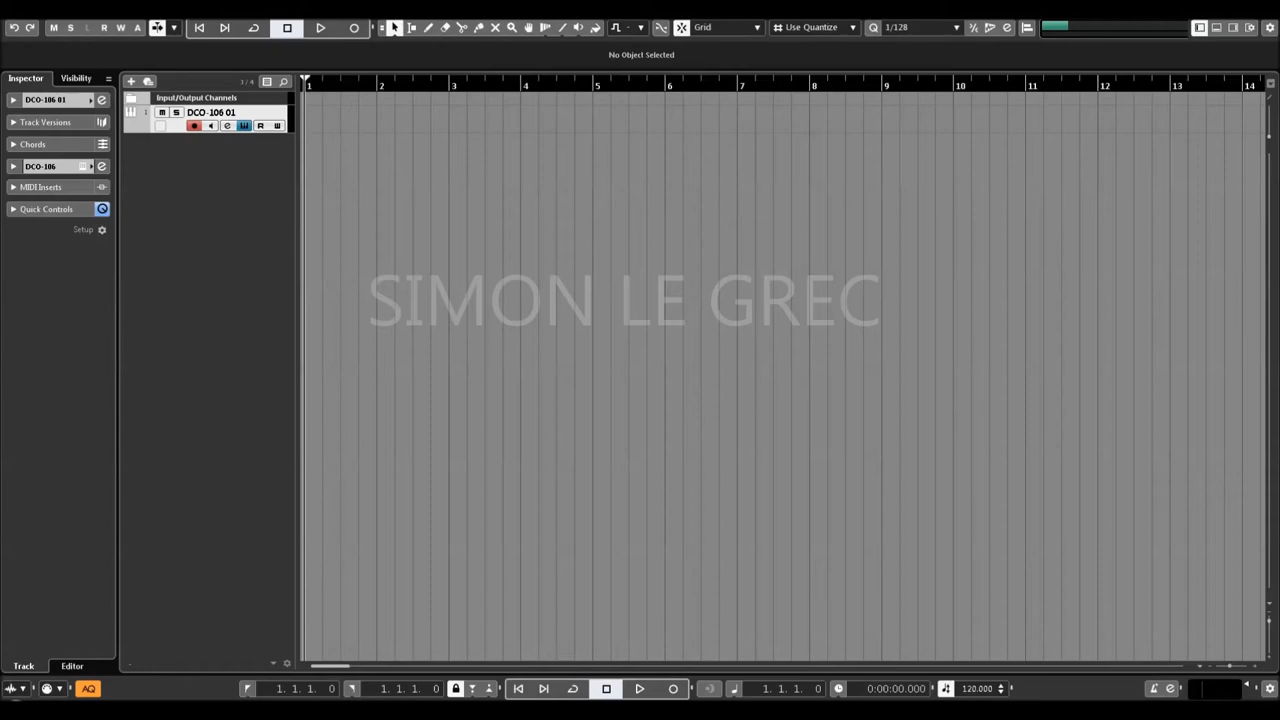 M S L R W A Grid Use Quantize Q 1/128
No Object Selected
Inspector Visibility
DCO-106 01 e
Track Versions
Chords
DCO-106 e
MIDI Inserts
Quick Controls
Setup
1 / 4
Input/Output Channels
1 m S DCO-106 01
e R W
1 2 3 4 5 6 7 8 9 10 11 12 13 14
SIMON LE GREC
Track Editor
AQ 1. 1. 1. 0 1. 1. 1. 0 1. 1. 1. 0 0:00:00.000 120.000